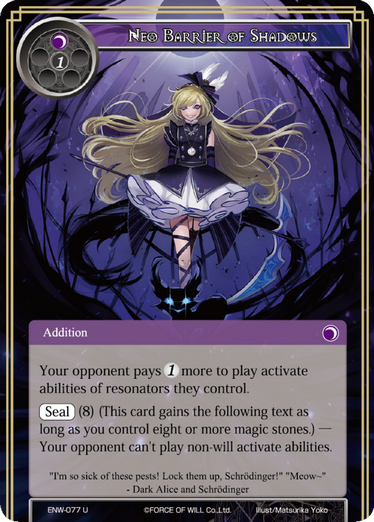 Neo Barrier of Shadows
1
Addition
Your opponent pays 1 more to play activate
abilities of resonators they control.
Seal (8) (This card gains the following text as
long as you control eight or more magic stones.) —
Your opponent can't play non-will activate abilities.
"I'm so sick of these pests! Lock them up, Schrödinger!" "Meow~"
- Dark Alice and Schrödinger
ENW-077 U ©FORCE OF WILL Co.,Ltd. Illust/Matsurika Yoko